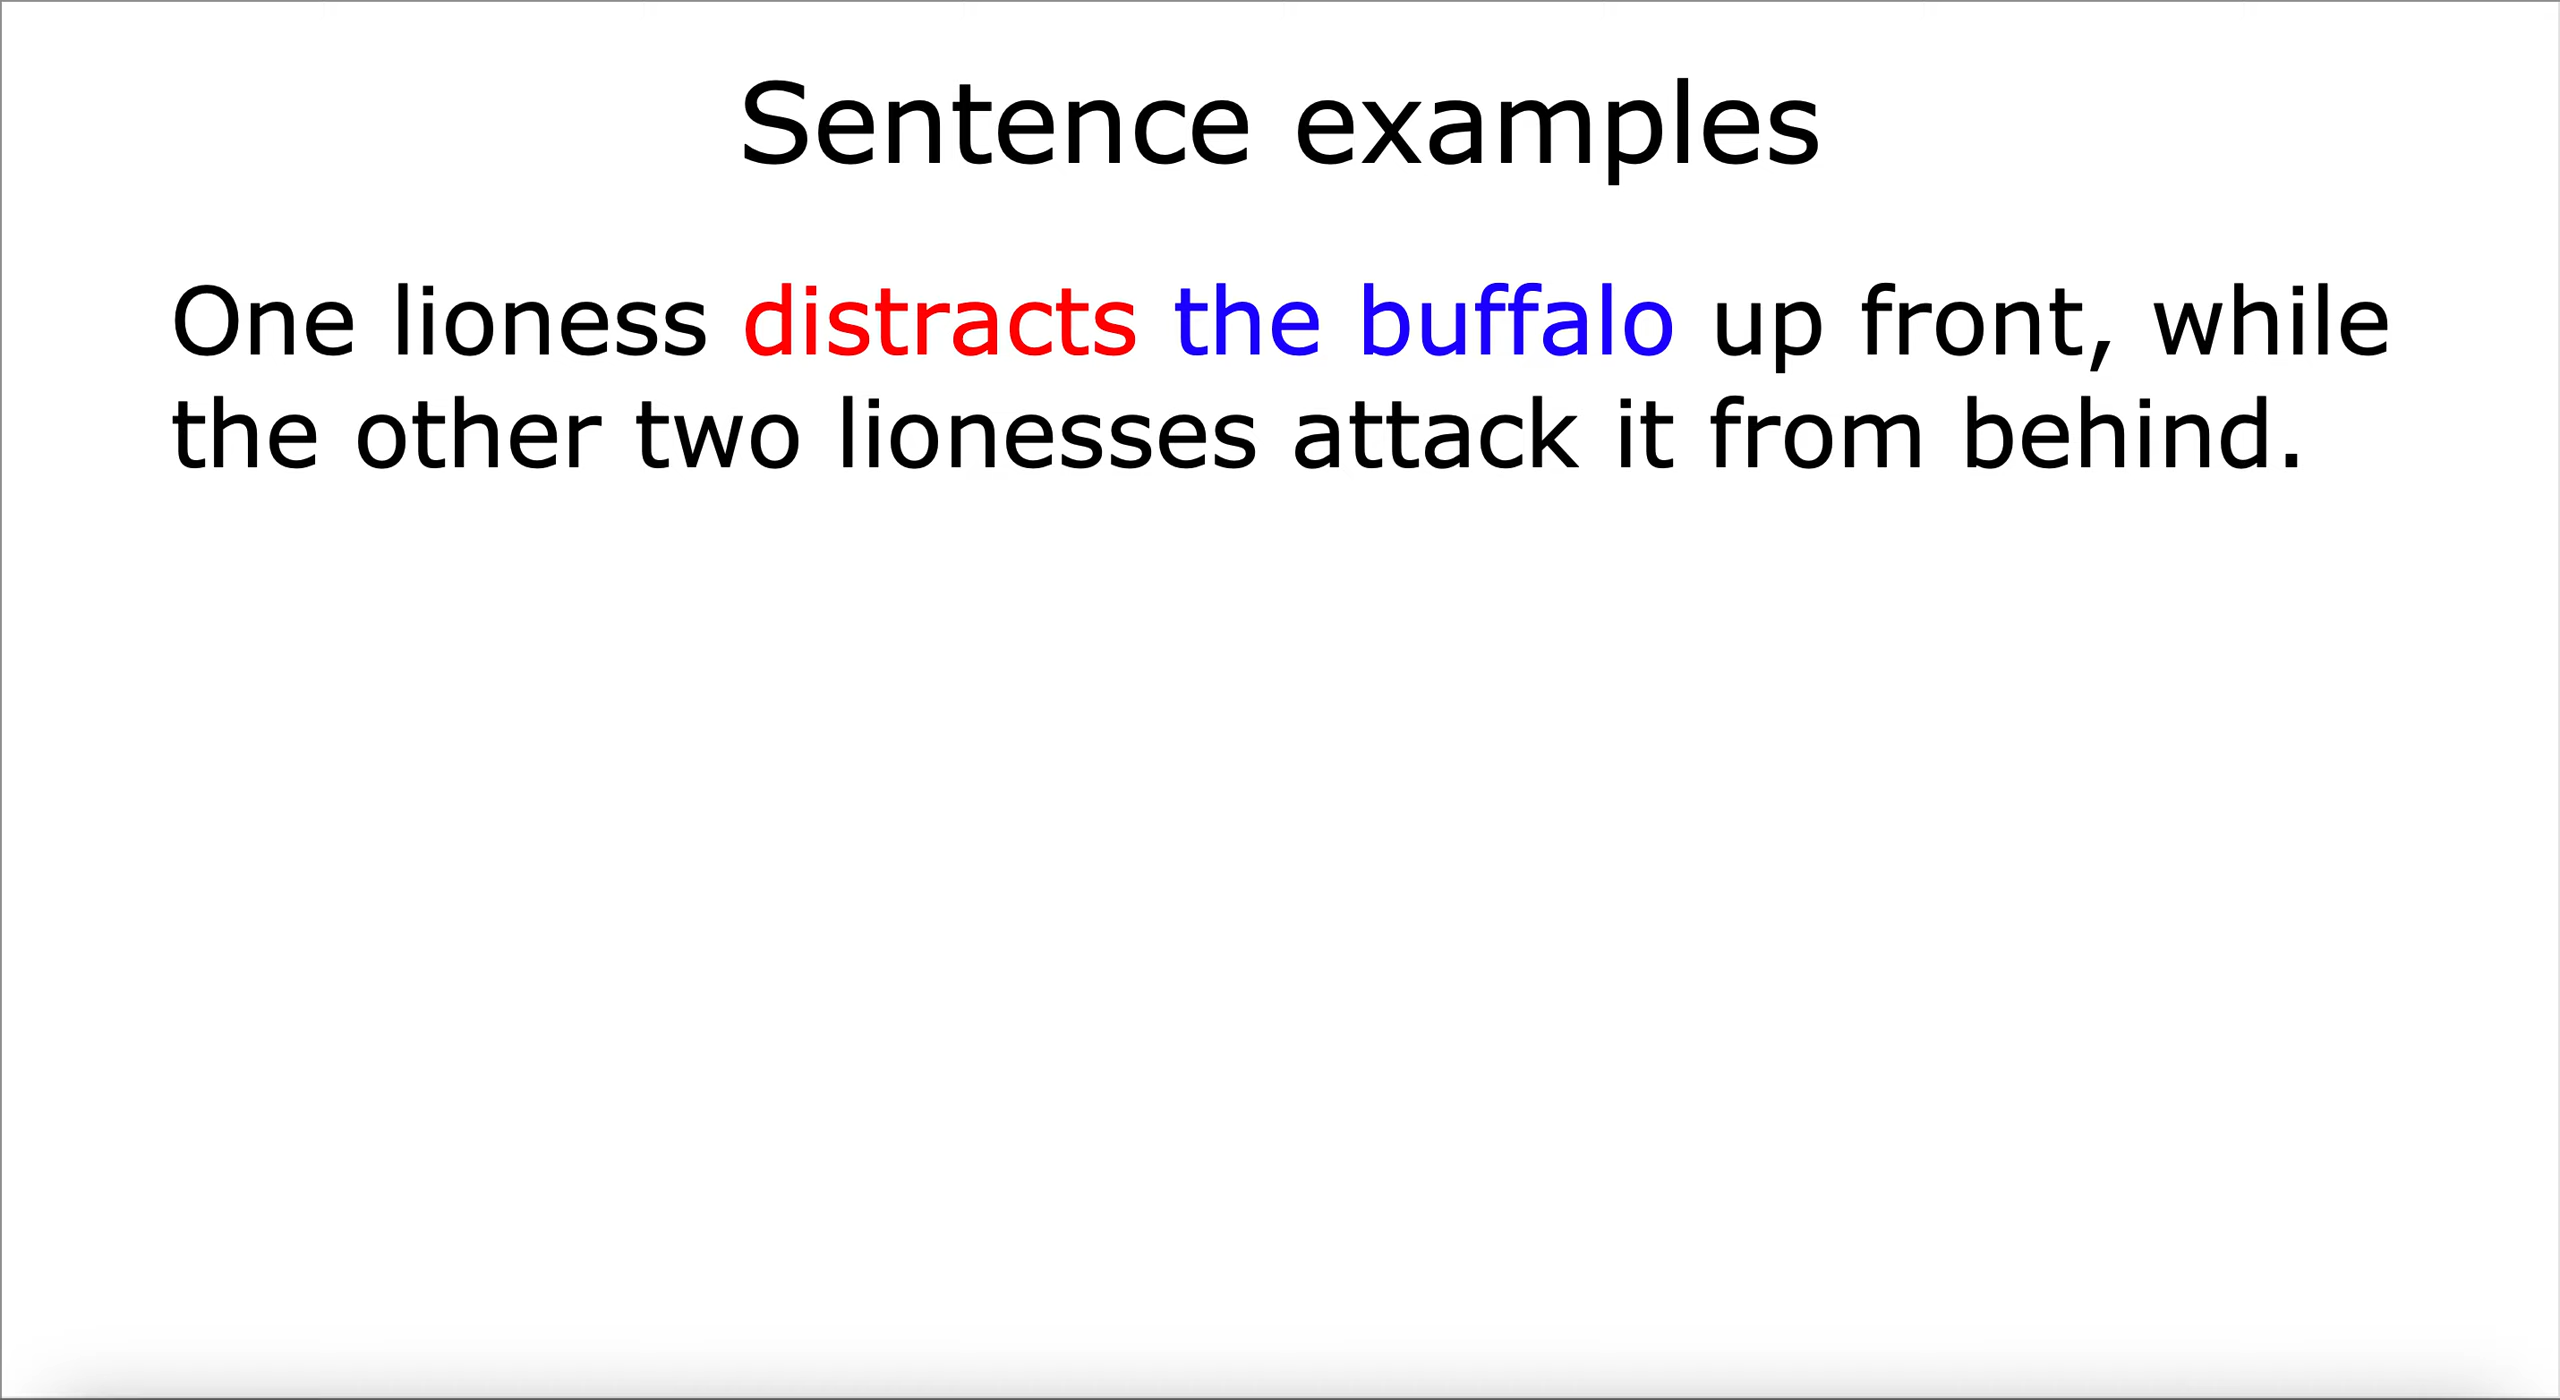 Sentence examples
One lioness distracts the buffalo up front, while
the other two lionesses attack it from behind.